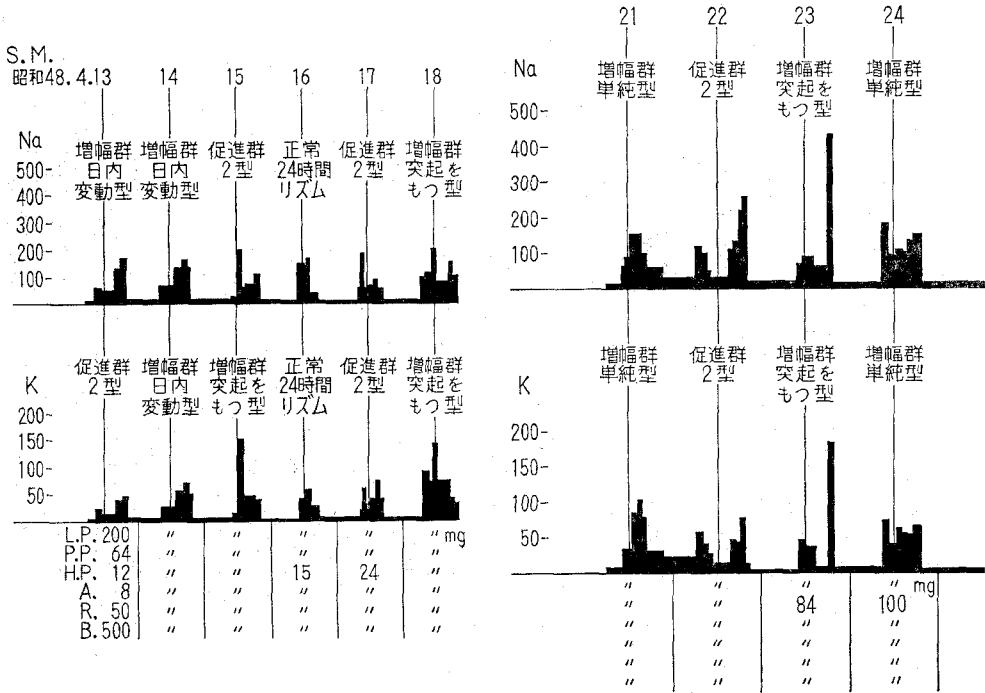 S.M.
昭和48.4.13 14 15 16 17 18
Na
増幅群 増幅群 促進群 正常 促進群 増幅群
日内 日内 2型 24時間 2型 突起を
変動型 変動型 リズム もつ型
500-
400-
300-
200-
100-
促進群 増幅群 増幅群 正常 促進群 増幅群
2型 日内 突起を 24時間 2型 突起を
変動型 もつ型 リズム もつ型
K
200-
150-
100-
50-
L.P. 200 〃 〃 〃 〃 〃 mg
P.P. 64 〃 〃 〃 〃 〃
H.P. 12 〃 〃 15 24 〃
A. 8 〃 〃 〃 〃 〃
R. 50 〃 〃 〃 〃 〃
B. 500 〃 〃 〃 〃 〃
21 22 23 24
Na
増幅群 促進群 増幅群 増幅群
単純型 2型 突起を 単純型
もつ型
500-
400-
300-
200-
100-
増幅群 促進群 増幅群 増幅群
単純型 2型 突起を 単純型
もつ型
K
200-
150-
100-
50-
〃 〃 〃 〃 mg
〃 〃 84 100
〃 〃 〃 〃
〃 〃 〃 〃
〃 〃 〃 〃
〃 〃 〃 〃